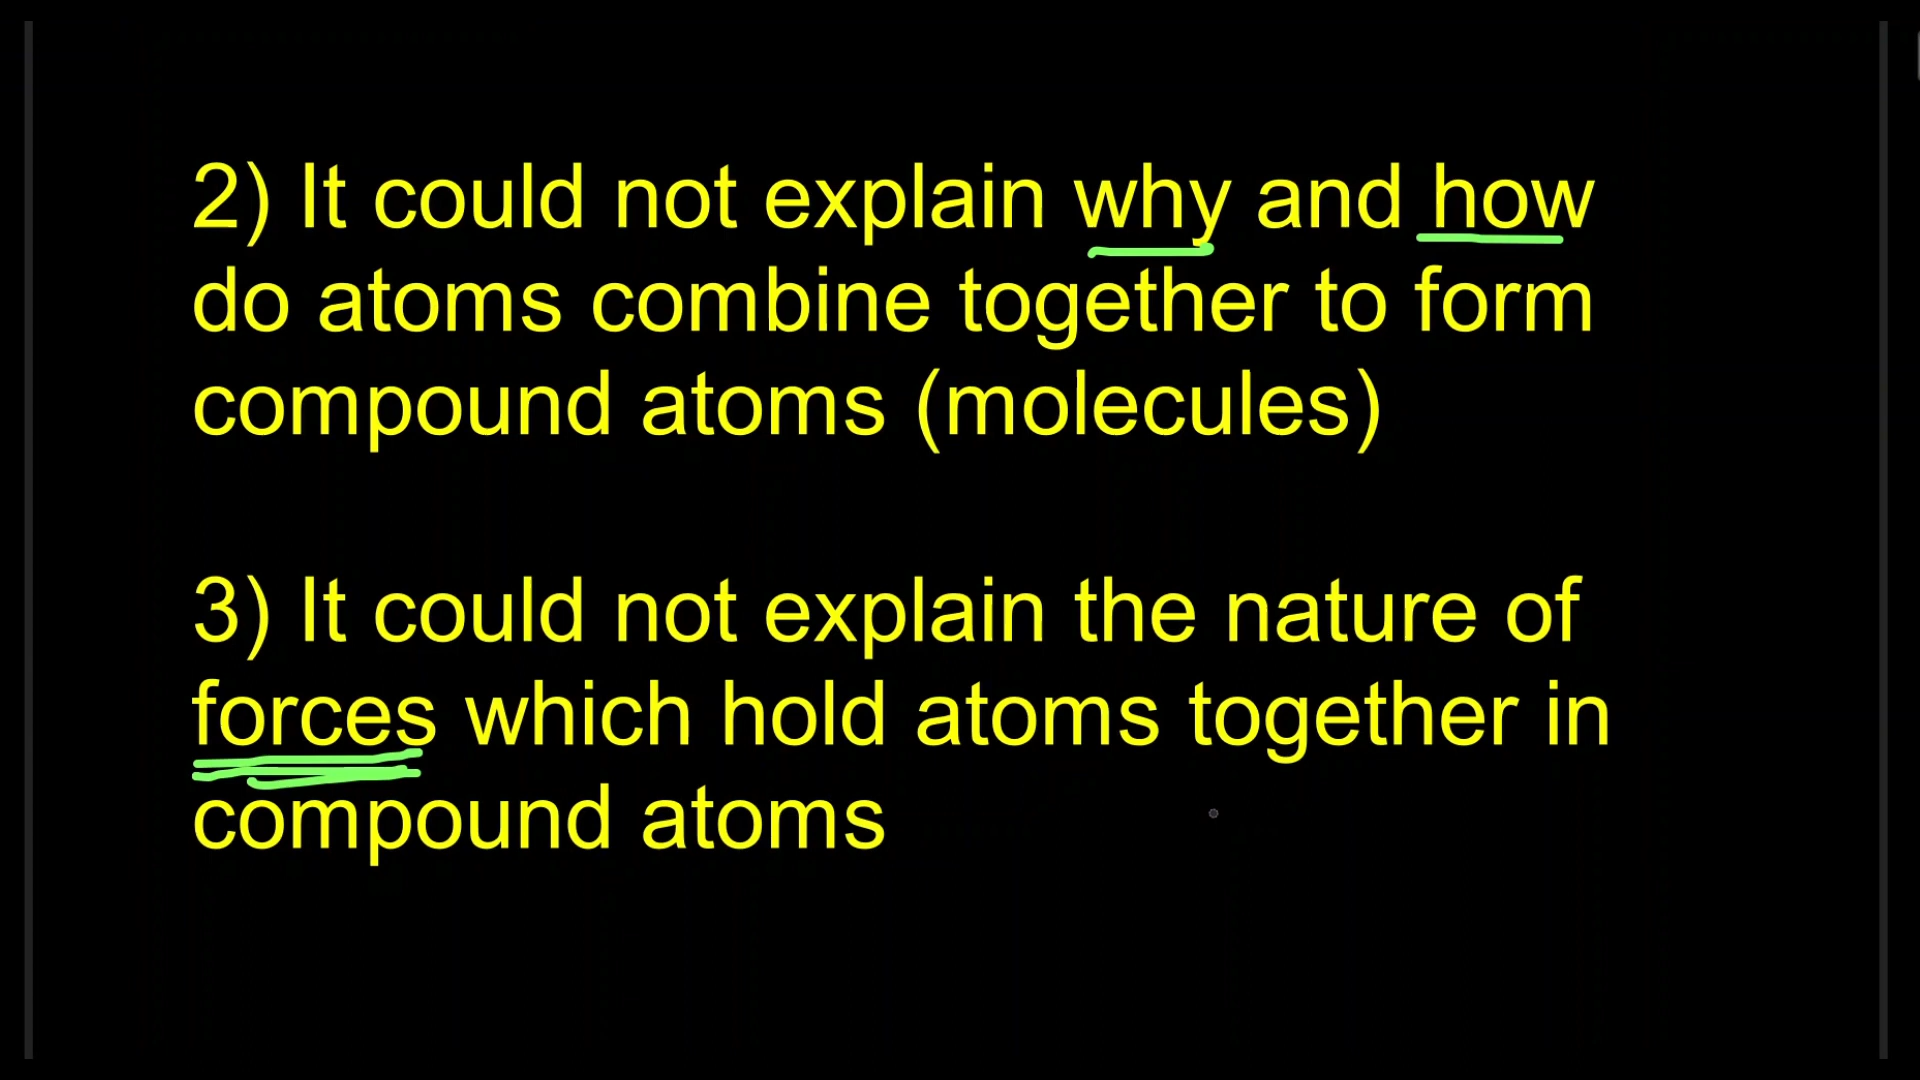 2) It could not explain why and how
do atoms combine together to form
compound atoms (molecules)
3) It could not explain the nature of
forces which hold atoms together in
compound atoms